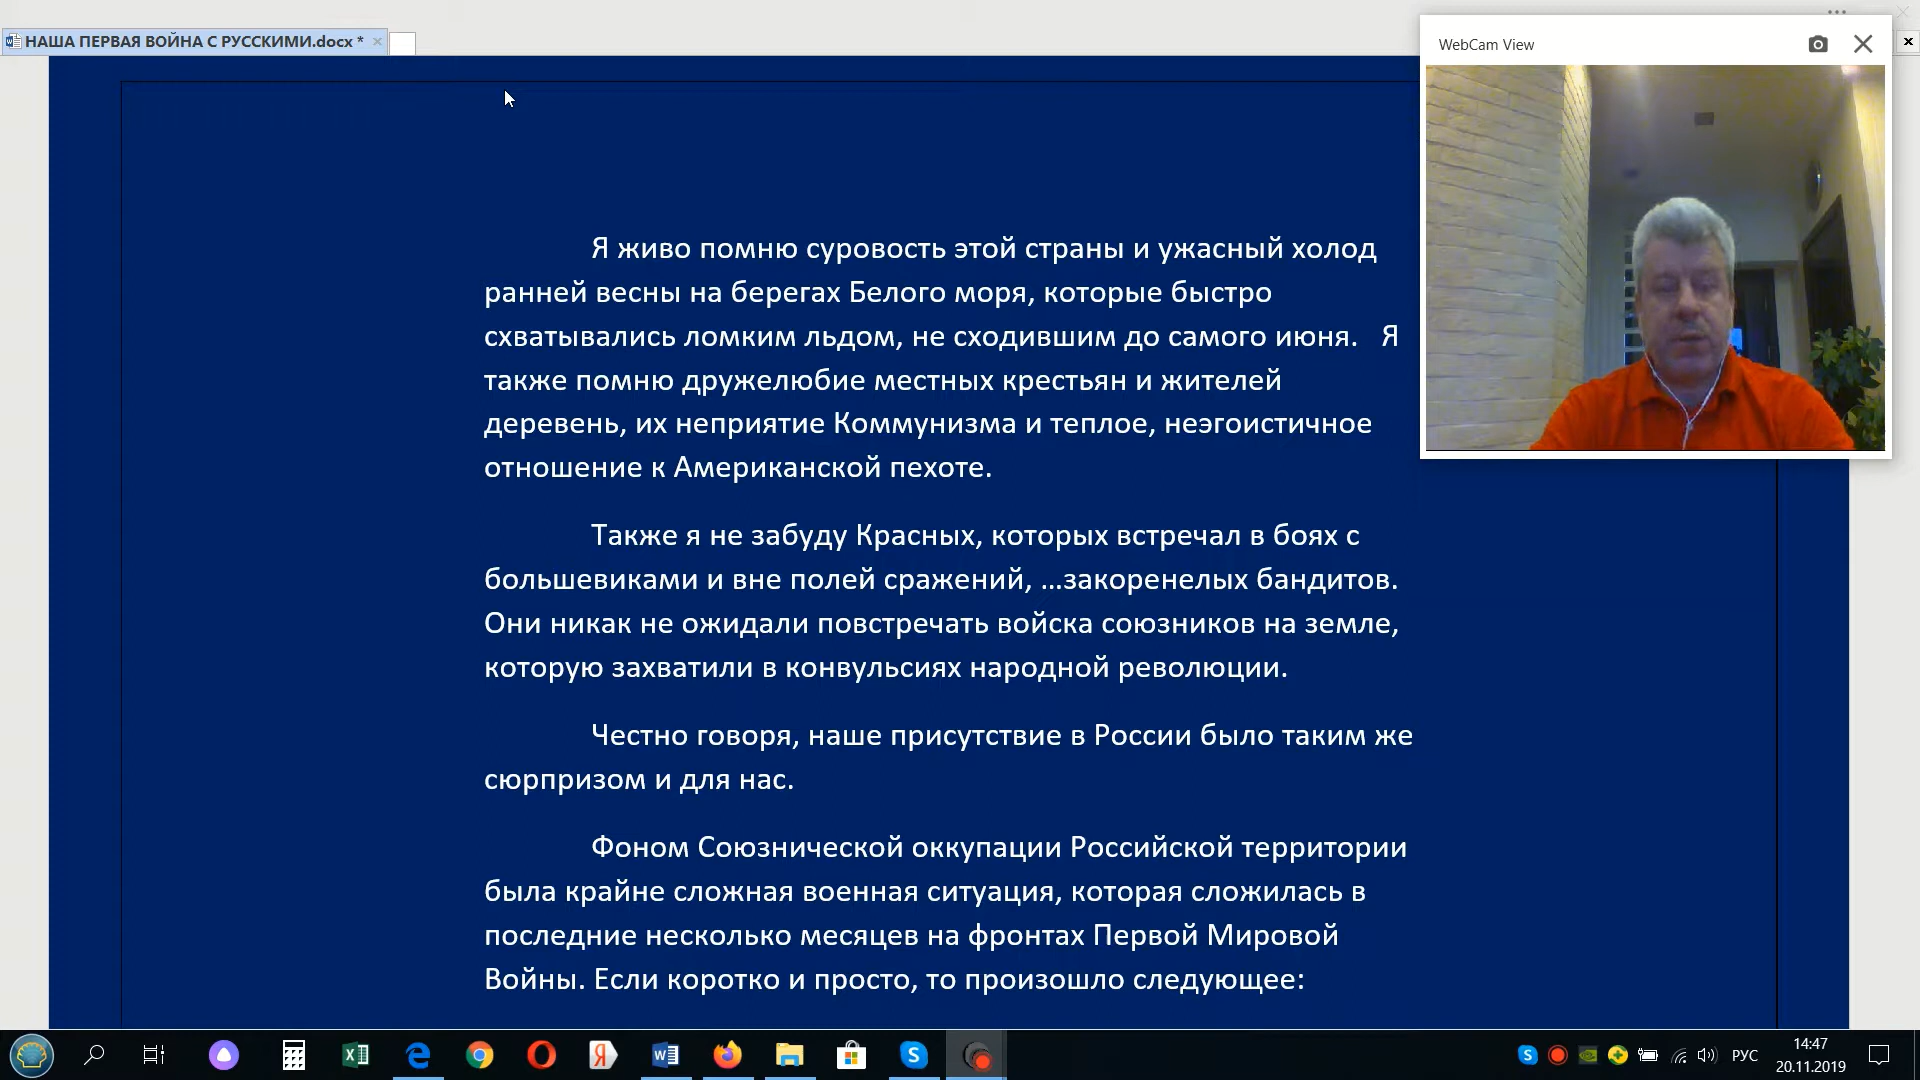 НАША ПЕРВАЯ ВОЙНА С РУССКИМИ.docx *
WebCam View
Я живо помню суровость этой страны и ужасный холод
ранней весны на берегах Белого моря, которые быстро
схватывались ломким льдом, не сходившим до самого июня. Я
также помню дружелюбие местных крестьян и жителей
деревень, их неприятие Коммунизма и теплое, неэгоистичное
отношение к Американской пехоте.
Также я не забуду Красных, которых встречал в боях с
большевиками и вне полей сражений, …закоренелых бандитов.
Они никак не ожидали повстречать войска союзников на земле,
которую захватили в конвульсиях народной революции.
Честно говоря, наше присутствие в России было таким же
сюрпризом и для нас.
Фоном Союзнической оккупации Российской территории
была крайне сложная военная ситуация, которая сложилась в
последние несколько месяцев на фронтах Первой Мировой
Войны. Если коротко и просто, то произошло следующее:
РУС
14:47
20.11.2019